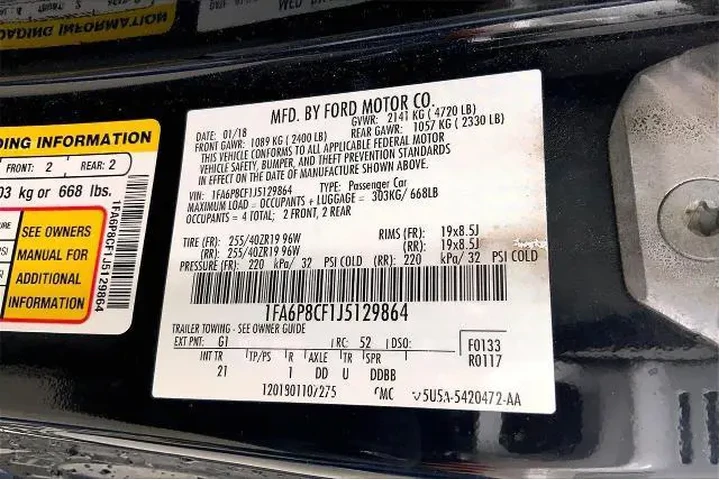 LOADING INFORMATION
DING INFORMATION
FRONT: 2 REAR: 2
03 kg or 668 lbs.
SEE OWNERS
MANUAL FOR
ADDITIONAL
INFORMATION
1FA6P8CF1J5129864
MFD. BY FORD MOTOR CO.
DATE: 01/18 GVWR: 2141 KG ( 4720 LB)
FRONT GAWR: 1089 KG ( 2400 LB) REAR GAWR: 1057 KG ( 2330 LB)
THIS VEHICLE CONFORMS TO ALL APPLICABLE FEDERAL MOTOR
VEHICLE SAFETY, BUMPER, AND THEFT PREVENTION STANDARDS
IN EFFECT ON THE DATE OF MANUFACTURE SHOWN ABOVE.
VIN: 1FA6P8CF1J5129864 TYPE: Passenger Car
MAXIMUM LOAD = OCCUPANTS + LUGGAGE = 303KG/ 668LB
OCCUPANTS = 4 TOTAL; 2 FRONT, 2 REAR
TIRE (FR): 255/40ZR19 96W RIMS (FR): 19x8.5J
(RR): 255/40ZR19 96W (RR): 19x8.5J
PRESSURE (FR): 220 kPa/ 32 PSI COLD (RR): 220 kPa/ 32 PSI COLD
1FA6P8CF1J5129864
TRAILER TOWING - SEE OWNER GUIDE
EXT PNT: G1 RC: 52 DSO: F0133
INT TR TP/PS R AXLE TR SPR R0117
21 1 DD U DDBB
1201801107275 CMC 5U5A-5420472-AA